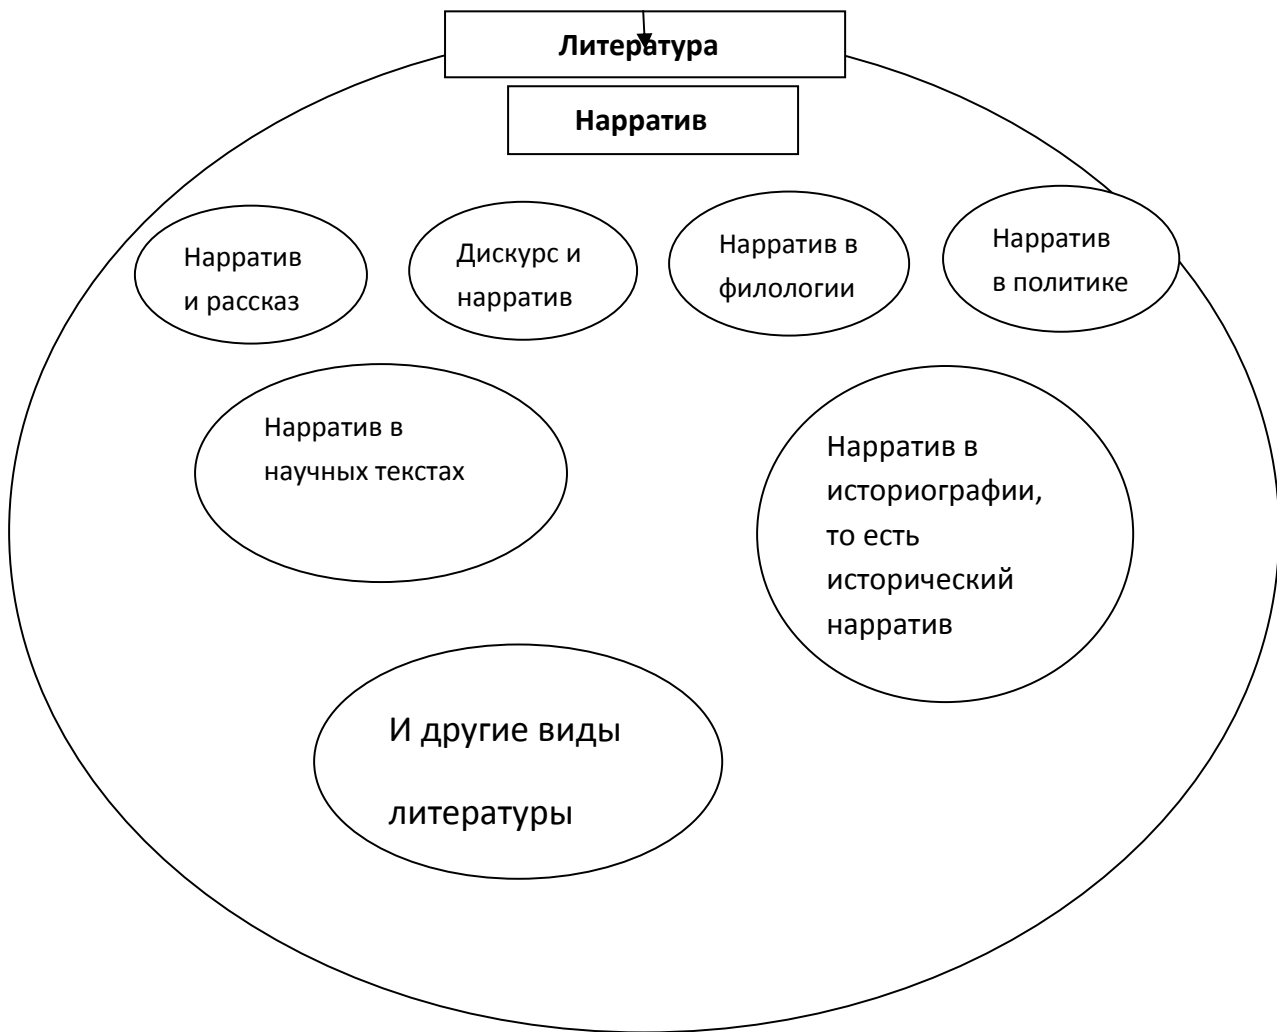 Литература
Нарратив
Нарратив
и рассказ
Дискурс и
нарратив
Нарратив в
филологии
Нарратив
в политике
Нарратив в
научных текстах
Нарратив в
историографии,
то есть
исторический
нарратив
И другие виды
литературы